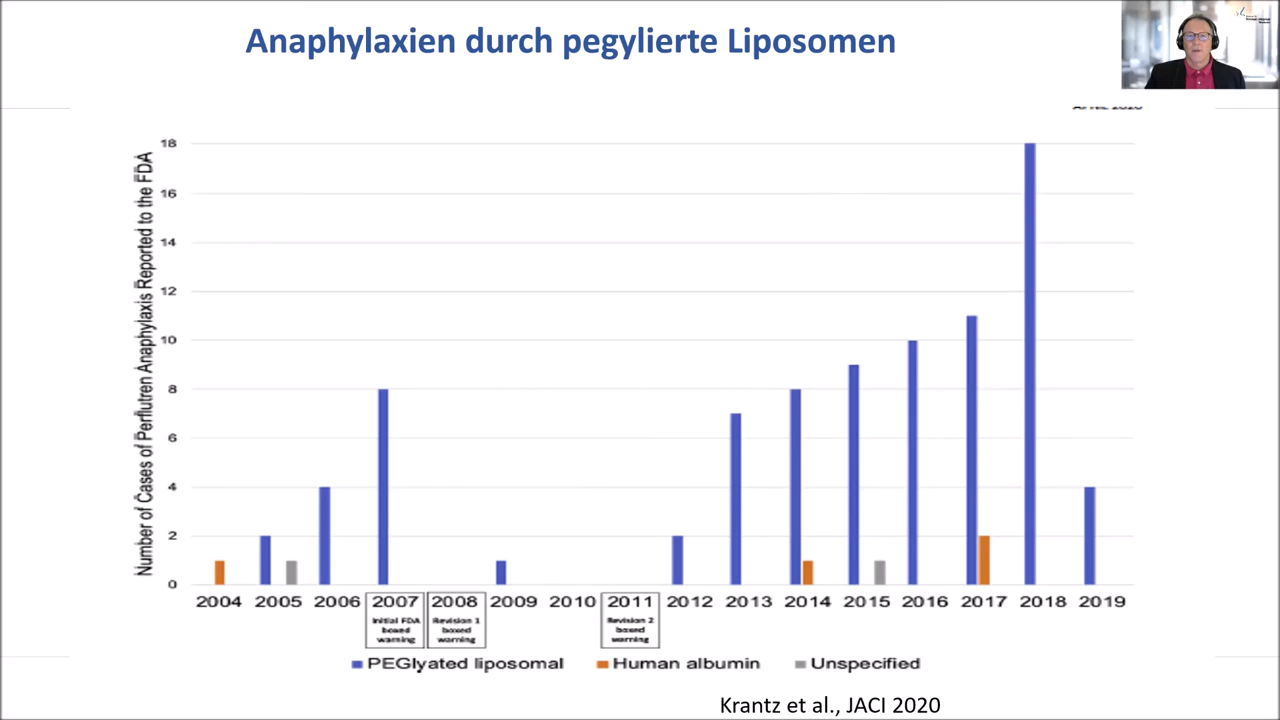 Anaphylaxien durch pegylierte Liposomen
Number of Cases of Perflutren Anaphylaxis Reported to the FDA
18
16
14
12
10
8
6
4
2
0
2004 2005 2006 2007 2008 2009 2010 2011 2012 2013 2014 2015 2016 2017 2018 2019
Initial FDA boxed warning
Revision 1 boxed warning
Revision 2 boxed warning
PEGlyated liposomal Human albumin Unspecified
Krantz et al., JACI 2020